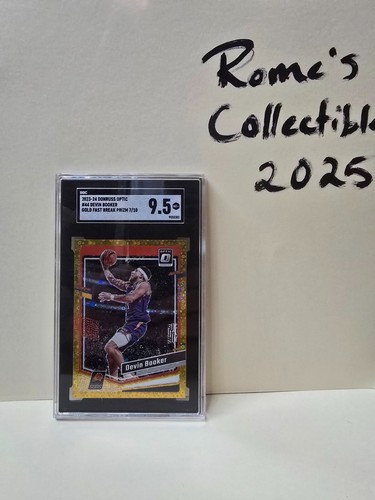 Rome's
Collectible
2025
SGC
2023-24 DONRUSS OPTIC
#44 DEVIN BOOKER
GOLD FAST BREAK PRIZM 7/10
9.5
Devin Booker